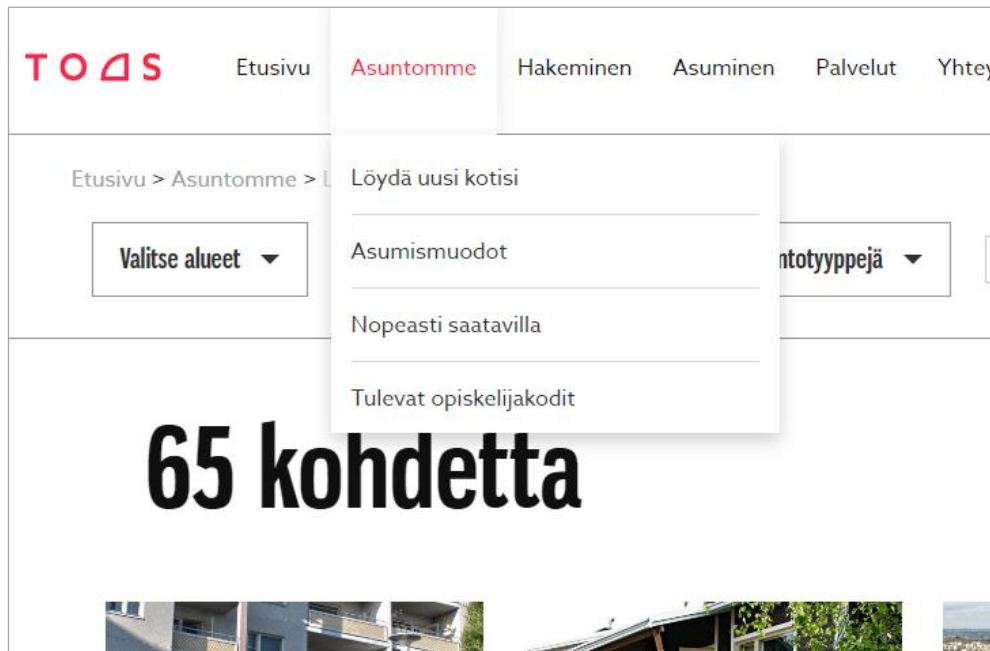 TOAS Etusivu Asuntomme Hakeminen Asuminen Palvelut
Etusivu > Asuntomme >
Löydä uusi kotisi
Valitse alueet
Asumismuodot
ntotyyppejä
Nopeasti saatavilla
Tulevat opiskelijakodit
65 kohdetta